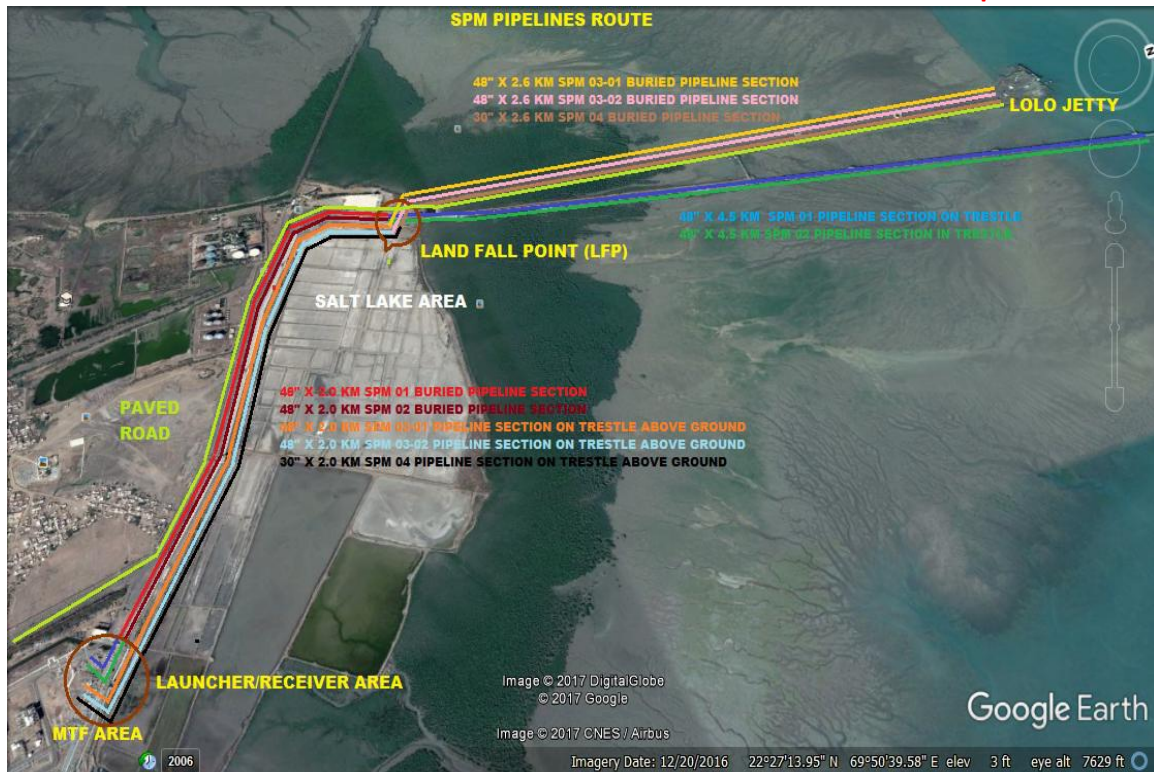 SPM PIPELINES ROUTE
48" X 2.6 KM SPM 03-01 BURIED PIPELINE SECTION
48" X 2.6 KM SPM 03-02 BURIED PIPELINE SECTION
30" X 2.6 KM SPM 04 BURIED PIPELINE SECTION
LOLO JETTY
48" X 4.5 KM SPM 01 PIPELINE SECTION ON TRESTLE
48" X 4.5 KM SPM 02 PIPELINE SECTION IN TRESTLE
LAND FALL POINT (LFP)
SALT LAKE AREA
48" X 2.0 KM SPM 01 BURIED PIPELINE SECTION
48" X 2.0 KM SPM 02 BURIED PIPELINE SECTION
48" X 2.0 KM SPM 03-01 PIPELINE SECTION ON TRESTLE ABOVE GROUND
48" X 2.0 KM SPM 03-02 PIPELINE SECTION ON TRESTLE ABOVE GROUND
30" X 2.0 KM SPM 04 PIPELINE SECTION ON TRESTLE ABOVE GROUND
PAVED
ROAD
LAUNCHER/RECEIVER AREA
MTF AREA
Image © 2017 DigitalGlobe
© 2017 Google
Image © 2017 CNES / Airbus
Google Earth
2006
Imagery Date: 12/20/2016 22°27'13.95" N 69°50'39.58" E elev 3 ft eye alt 7629 ft